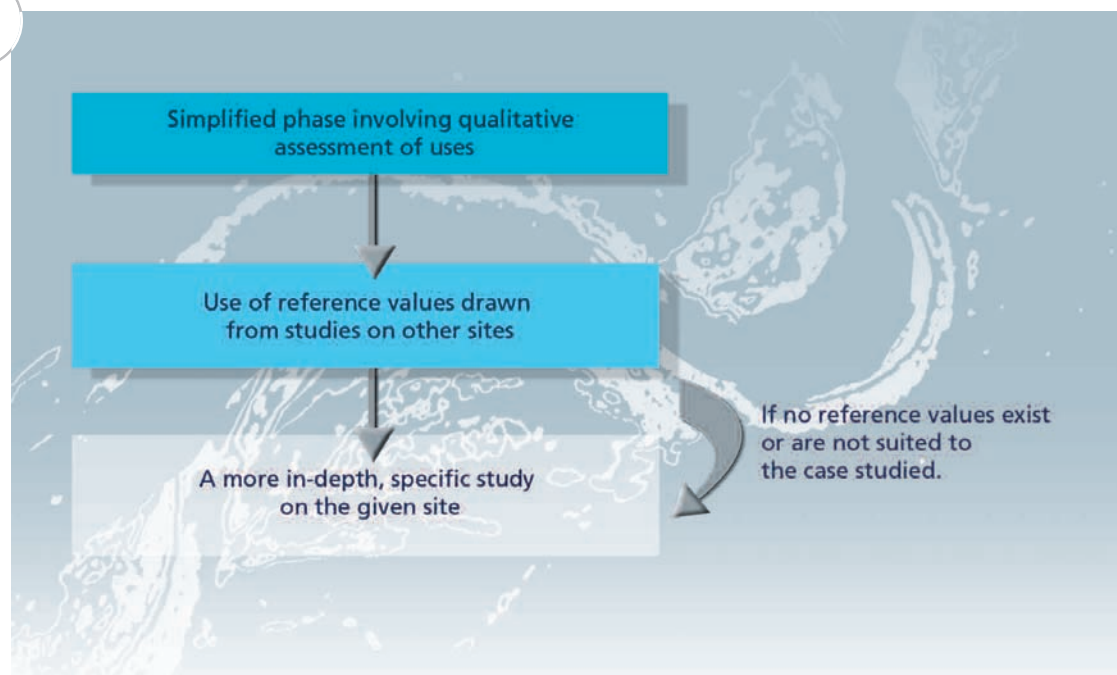 Simplified phase involving qualitative
assessment of uses
Use of reference values drawn
from studies on other sites
If no reference values exist
or are not suited to
the case studied.
A more in-depth, specific study
on the given site